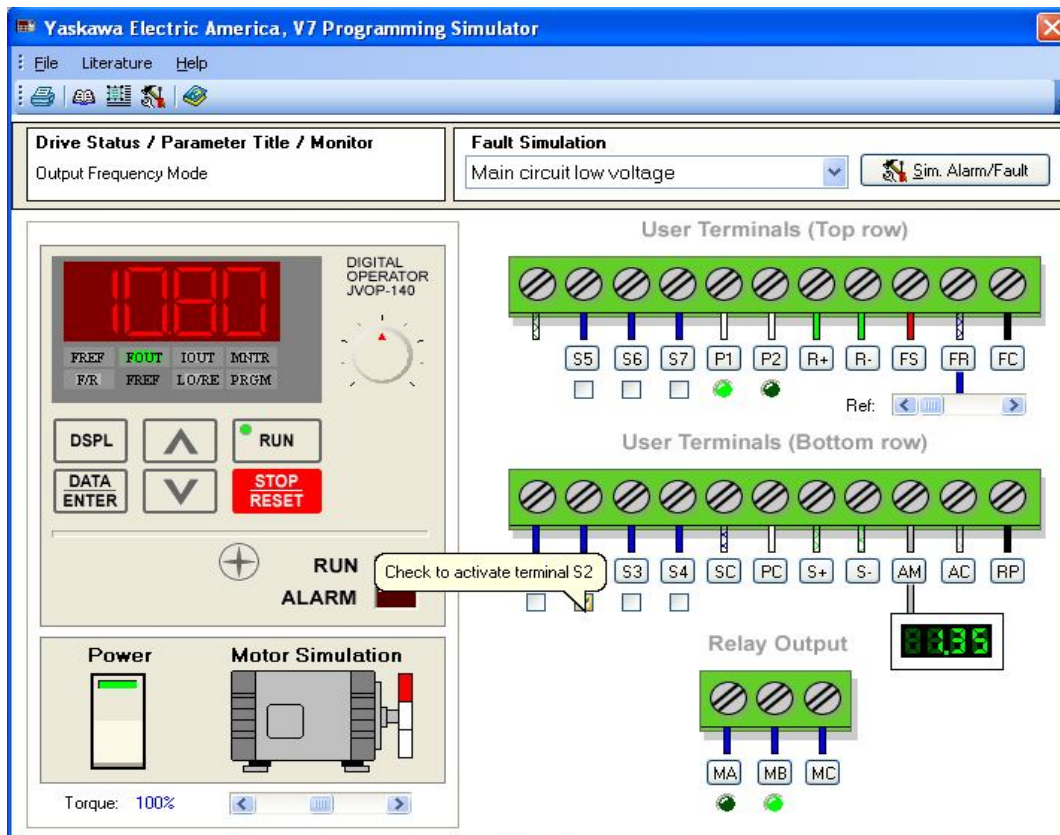 Yaskawa Electric America, V7 Programming Simulator
File Literature Help
Drive Status / Parameter Title / Monitor
Output Frequency Mode
Fault Simulation
Main circuit low voltage
Sim. Alarm/Fault
1080
DIGITAL
OPERATOR
JVOP-140
FREF FOUT IOUT MNTR
F/R FREF LO/RE PRGM
DSPL
RUN
DATA
ENTER
STOP
RESET
RUN
ALARM
Power
Motor Simulation
Torque: 100%
User Terminals (Top row)
S5 S6 S7 P1 P2 R+ R- FS FR FC
Ref:
User Terminals (Bottom row)
Check to activate terminal S2
S3 S4 SC PC S+ S- AM AC RP
1.35
Relay Output
MA MB MC